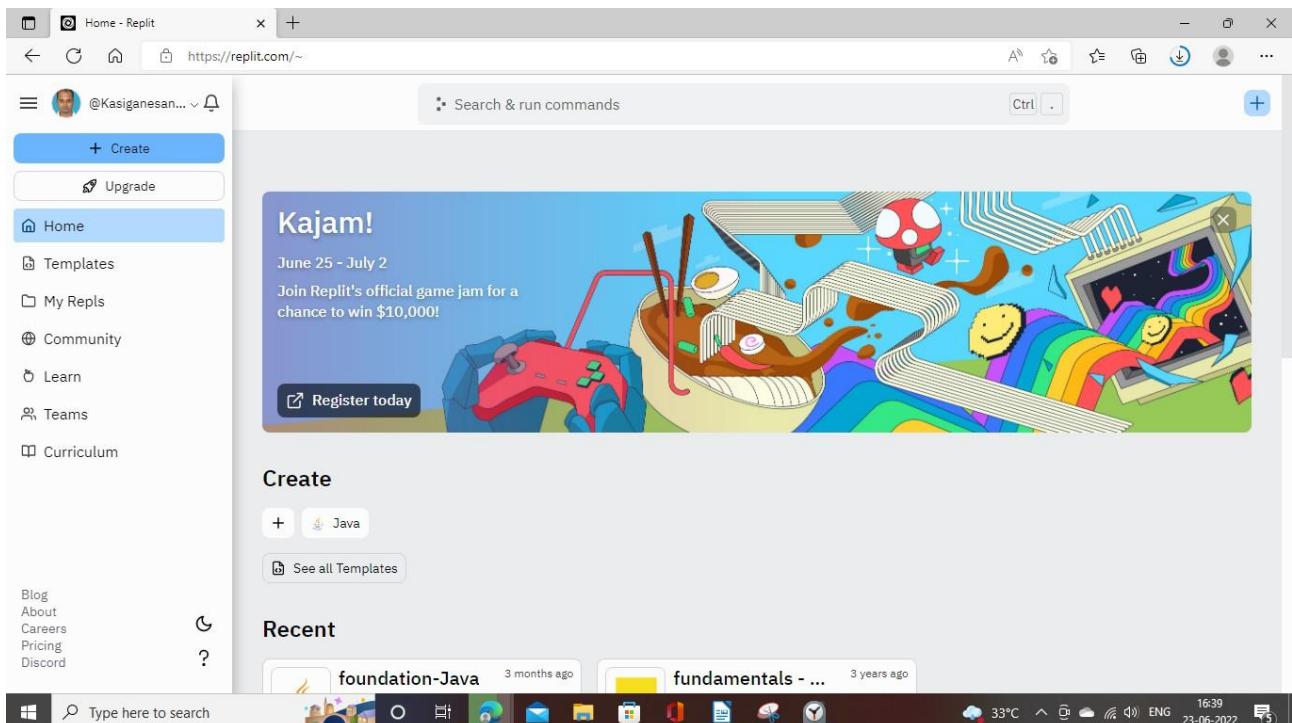 Home - Replit
https://replit.com/~
@Kasiganesan...
Search & run commands
Ctrl .
+ Create
Upgrade
Home
Templates
My Repls
Community
Learn
Teams
Curriculum
Blog
About
Careers
Pricing
Discord
Kajam!
June 25 - July 2
Join Replit's official game jam for a
chance to win $10,000!
Register today
Create
+ Java
See all Templates
Recent
foundation-Java 3 months ago
fundamentals - ... 3 years ago
Type here to search
33°C
ENG
16:39
23-06-2022
5